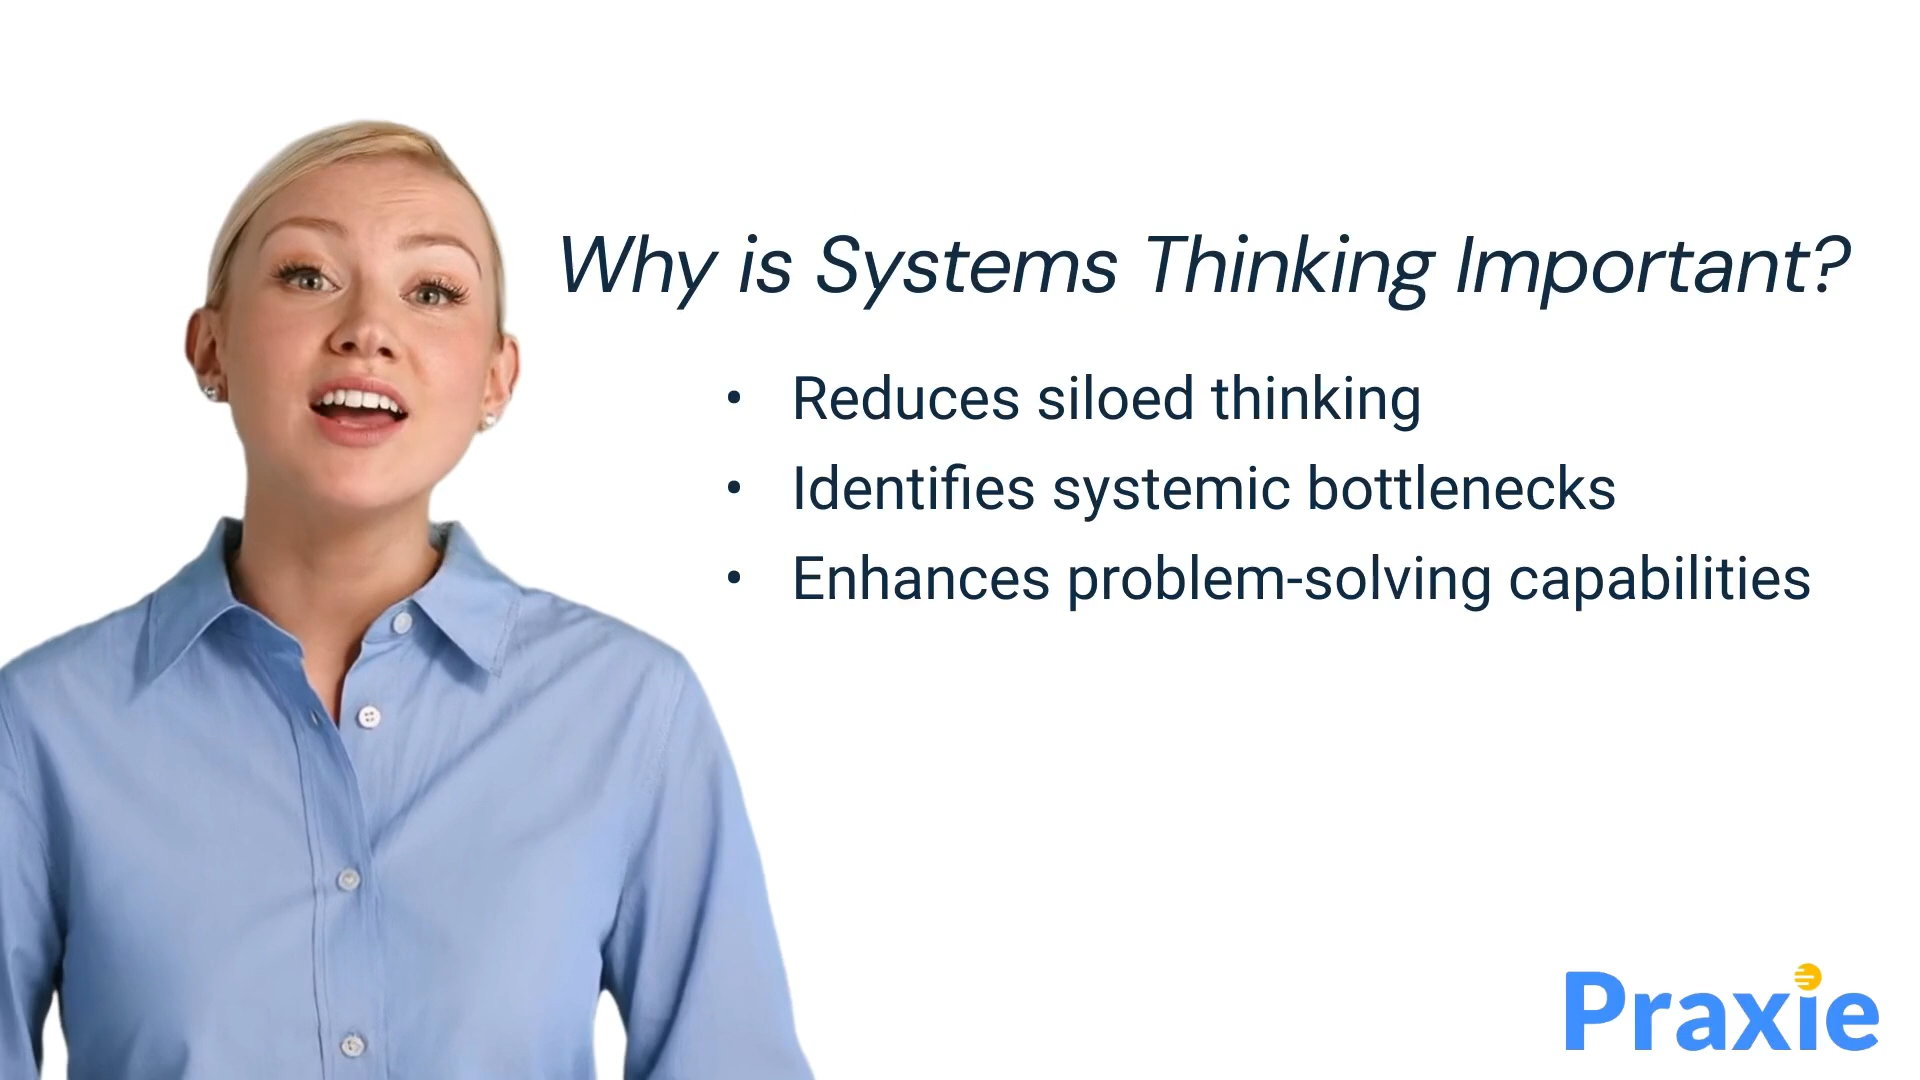 Why is Systems Thinking Important?
• Reduces siloed thinking
• Identifies systemic bottlenecks
• Enhances problem-solving capabilities
Praxie